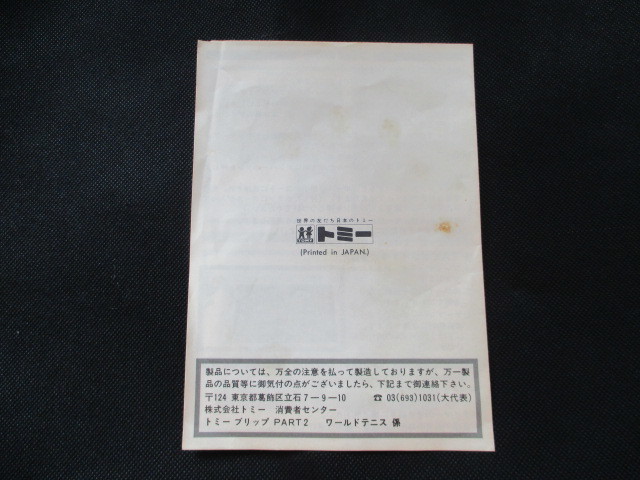 世界の友だち日本のトミー
トミー
(Printed in JAPAN.)
製品については、万全の注意を払って製造しておりますが、万一製
品の品質等に御気付の点がございましたら、下記まで御連絡下さい。
〒124 東京都葛飾区立石7－9－10 ☎ 03(693)1031(大代表)
株式会社トミー 消費者センター
トミー ブリップ PART2 ワールドテニス 係